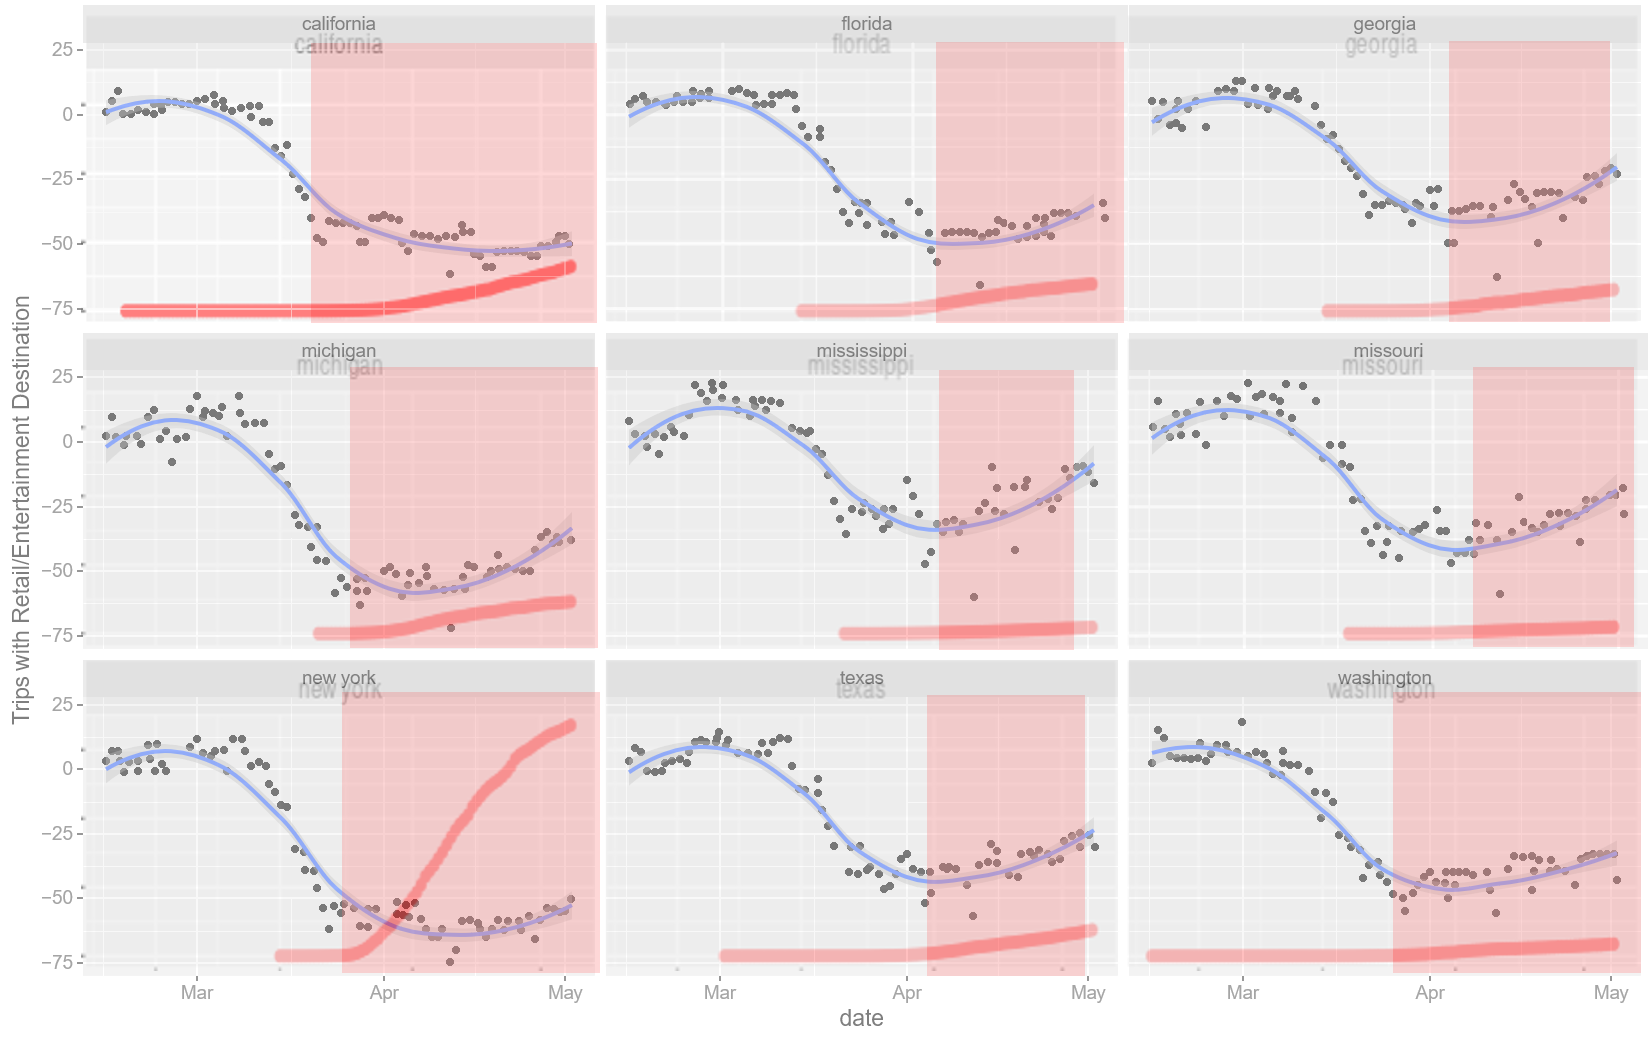 california florida georgia
california florida georgia
25
0
−25
−50
−75
michigan mississippi missouri
michigan mississippi missouri
25
0
−25
−50
−75
new york texas washington
new york texas washington
25
0
−25
−50
−75
Mar Apr May Mar Apr May Mar Apr May
date
Trips with Retail/Entertainment Destination